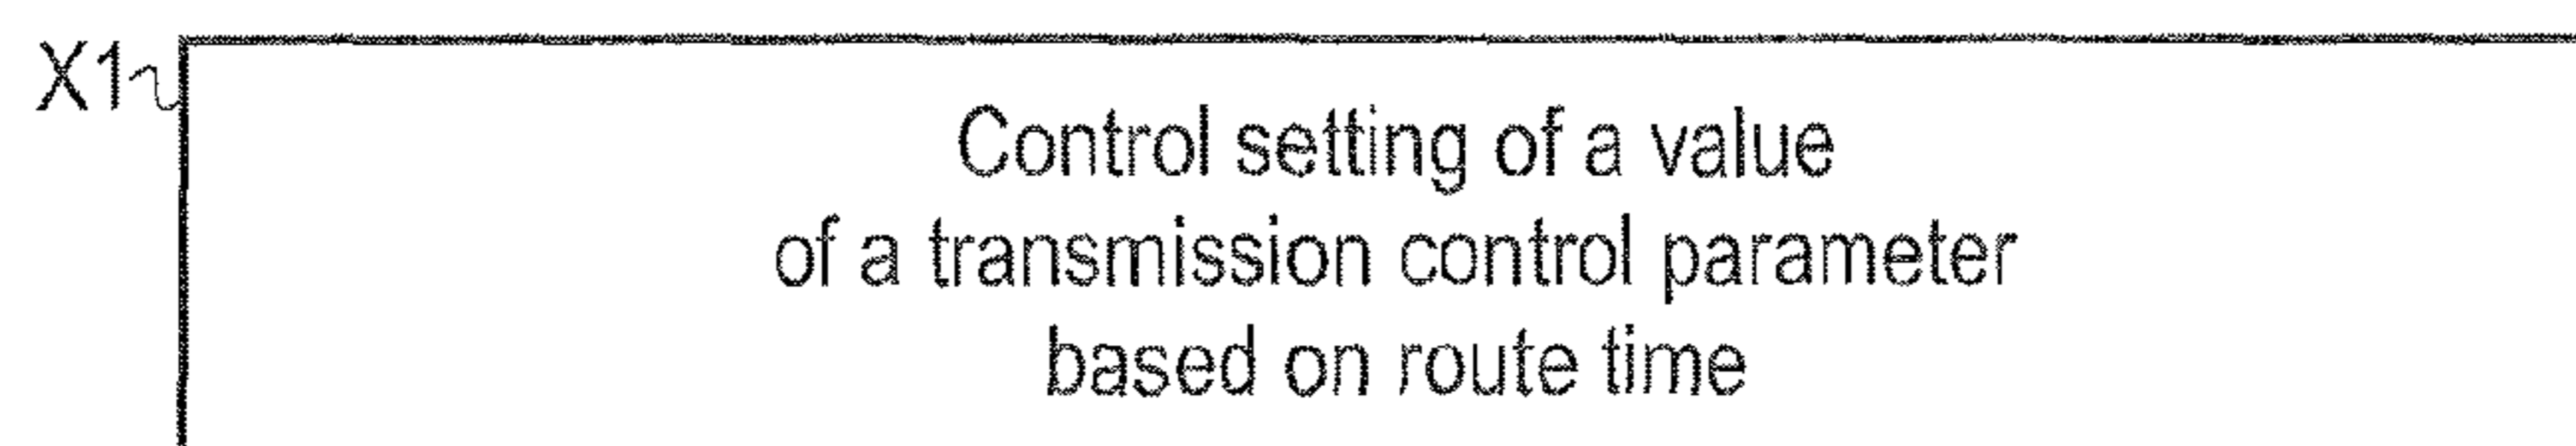 X1
Control setting of a value
of a transmission control parameter
based on route time